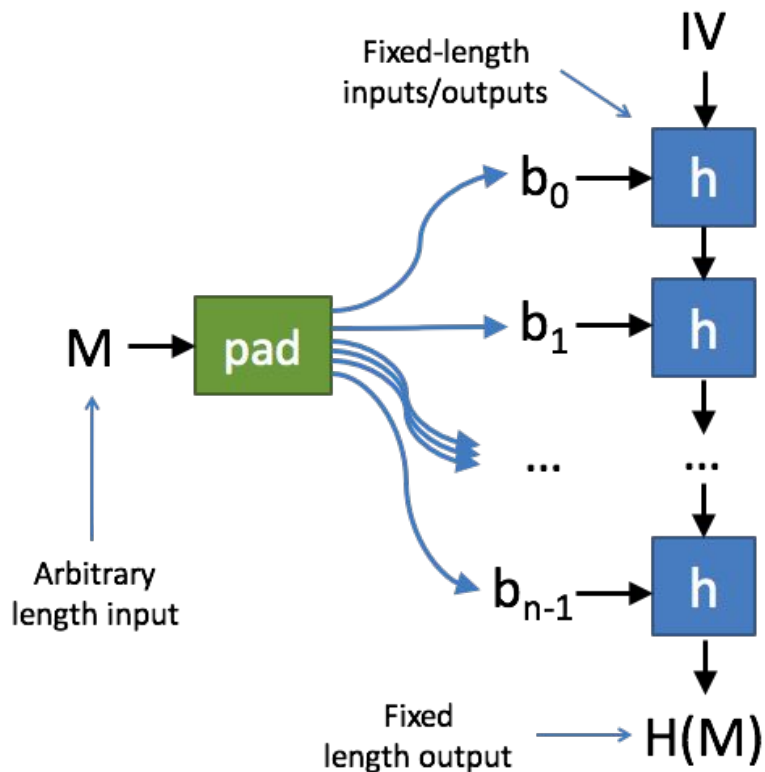 IV
Fixed-length
inputs/outputs
b₀
h
b₁
h
M
pad
...
...
Arbitrary
length input
bₙ₋₁
h
Fixed
length output
H(M)